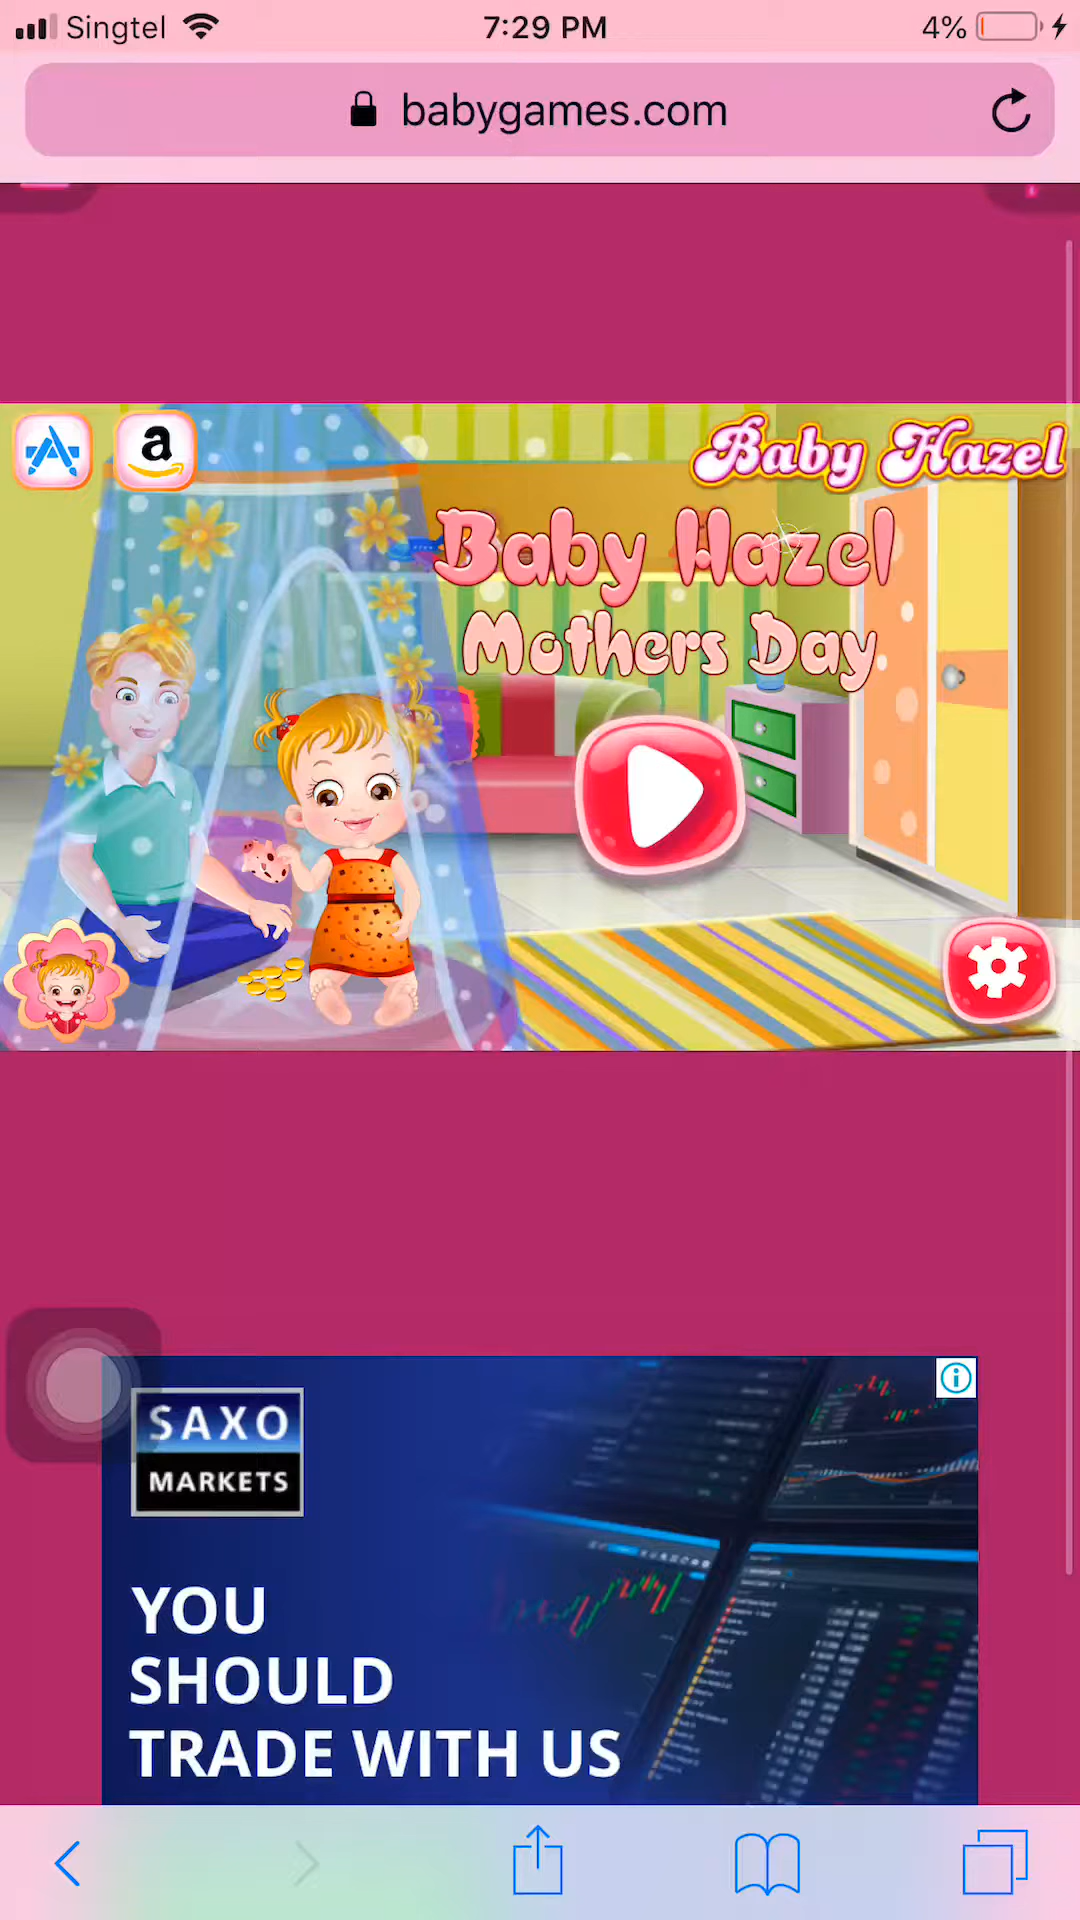 Singtel 7:29 PM 4%
babygames.com
a
Baby Hazel
Baby Hazel
Mothers Day
SAXO
MARKETS
YOU
SHOULD
TRADE WITH US